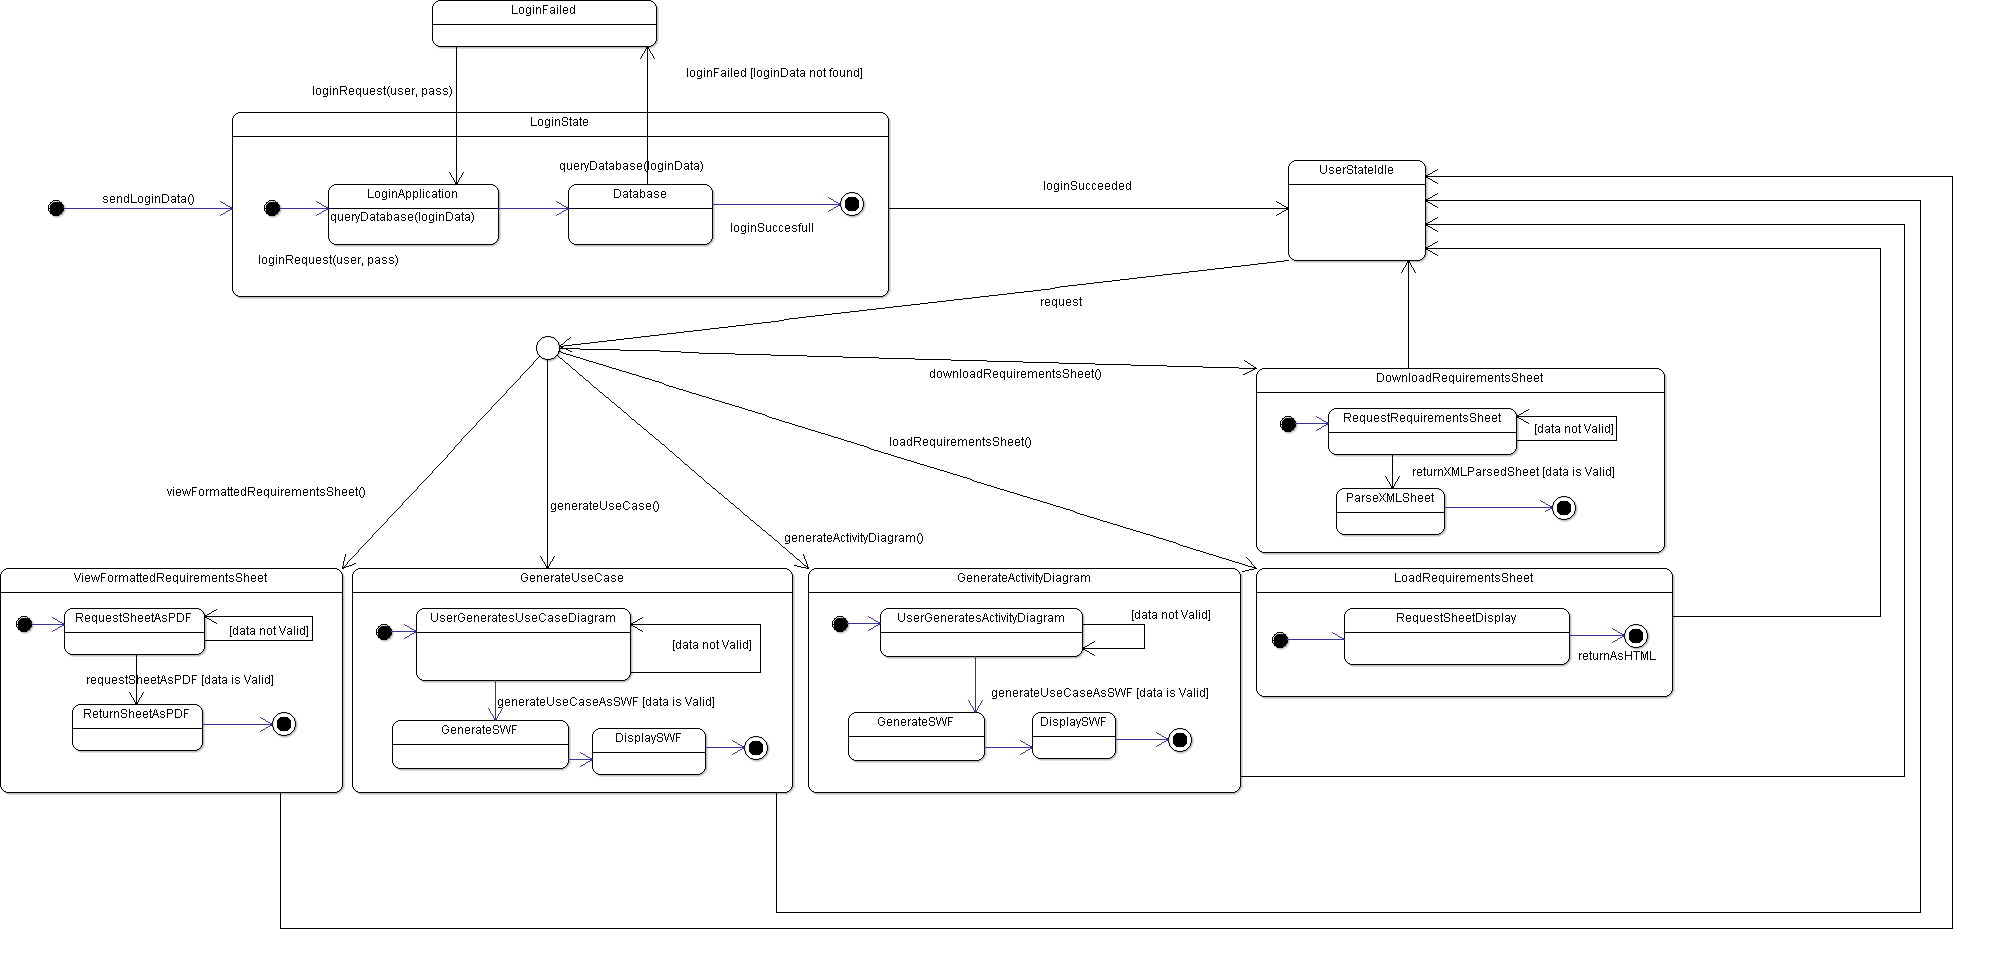 LoginFailed
loginFailed [loginData not found]
loginRequest(user, pass)
LoginState
queryDatabase(loginData)
UserStateIdle
loginSucceeded
sendLoginData()
LoginApplication
Database
queryDatabase(loginData)
loginSuccesfull
loginRequest(user, pass)
request
downloadRequirementsSheet()
DownloadRequirementsSheet
RequestRequirementsSheet
[data not Valid]
loadRequirementsSheet()
returnXMLParsedSheet [data is Valid]
viewFormattedRequirementsSheet()
ParseXMLSheet
generateUseCase()
generateActivityDiagram()
ViewFormattedRequirementsSheet
GenerateUseCase
GenerateActivityDiagram
LoadRequirementsSheet
RequestSheetAsPDF
[data not Valid]
UserGeneratesUseCaseDiagram
[data not Valid]
UserGeneratesActivityDiagram
[data not Valid]
RequestSheetDisplay
returnAsHTML
requestSheetAsPDF [data is Valid]
generateUseCaseAsSWF [data is Valid]
generateUseCaseAsSWF [data is Valid]
ReturnSheetAsPDF
GenerateSWF
DisplaySWF
GenerateSWF
DisplaySWF